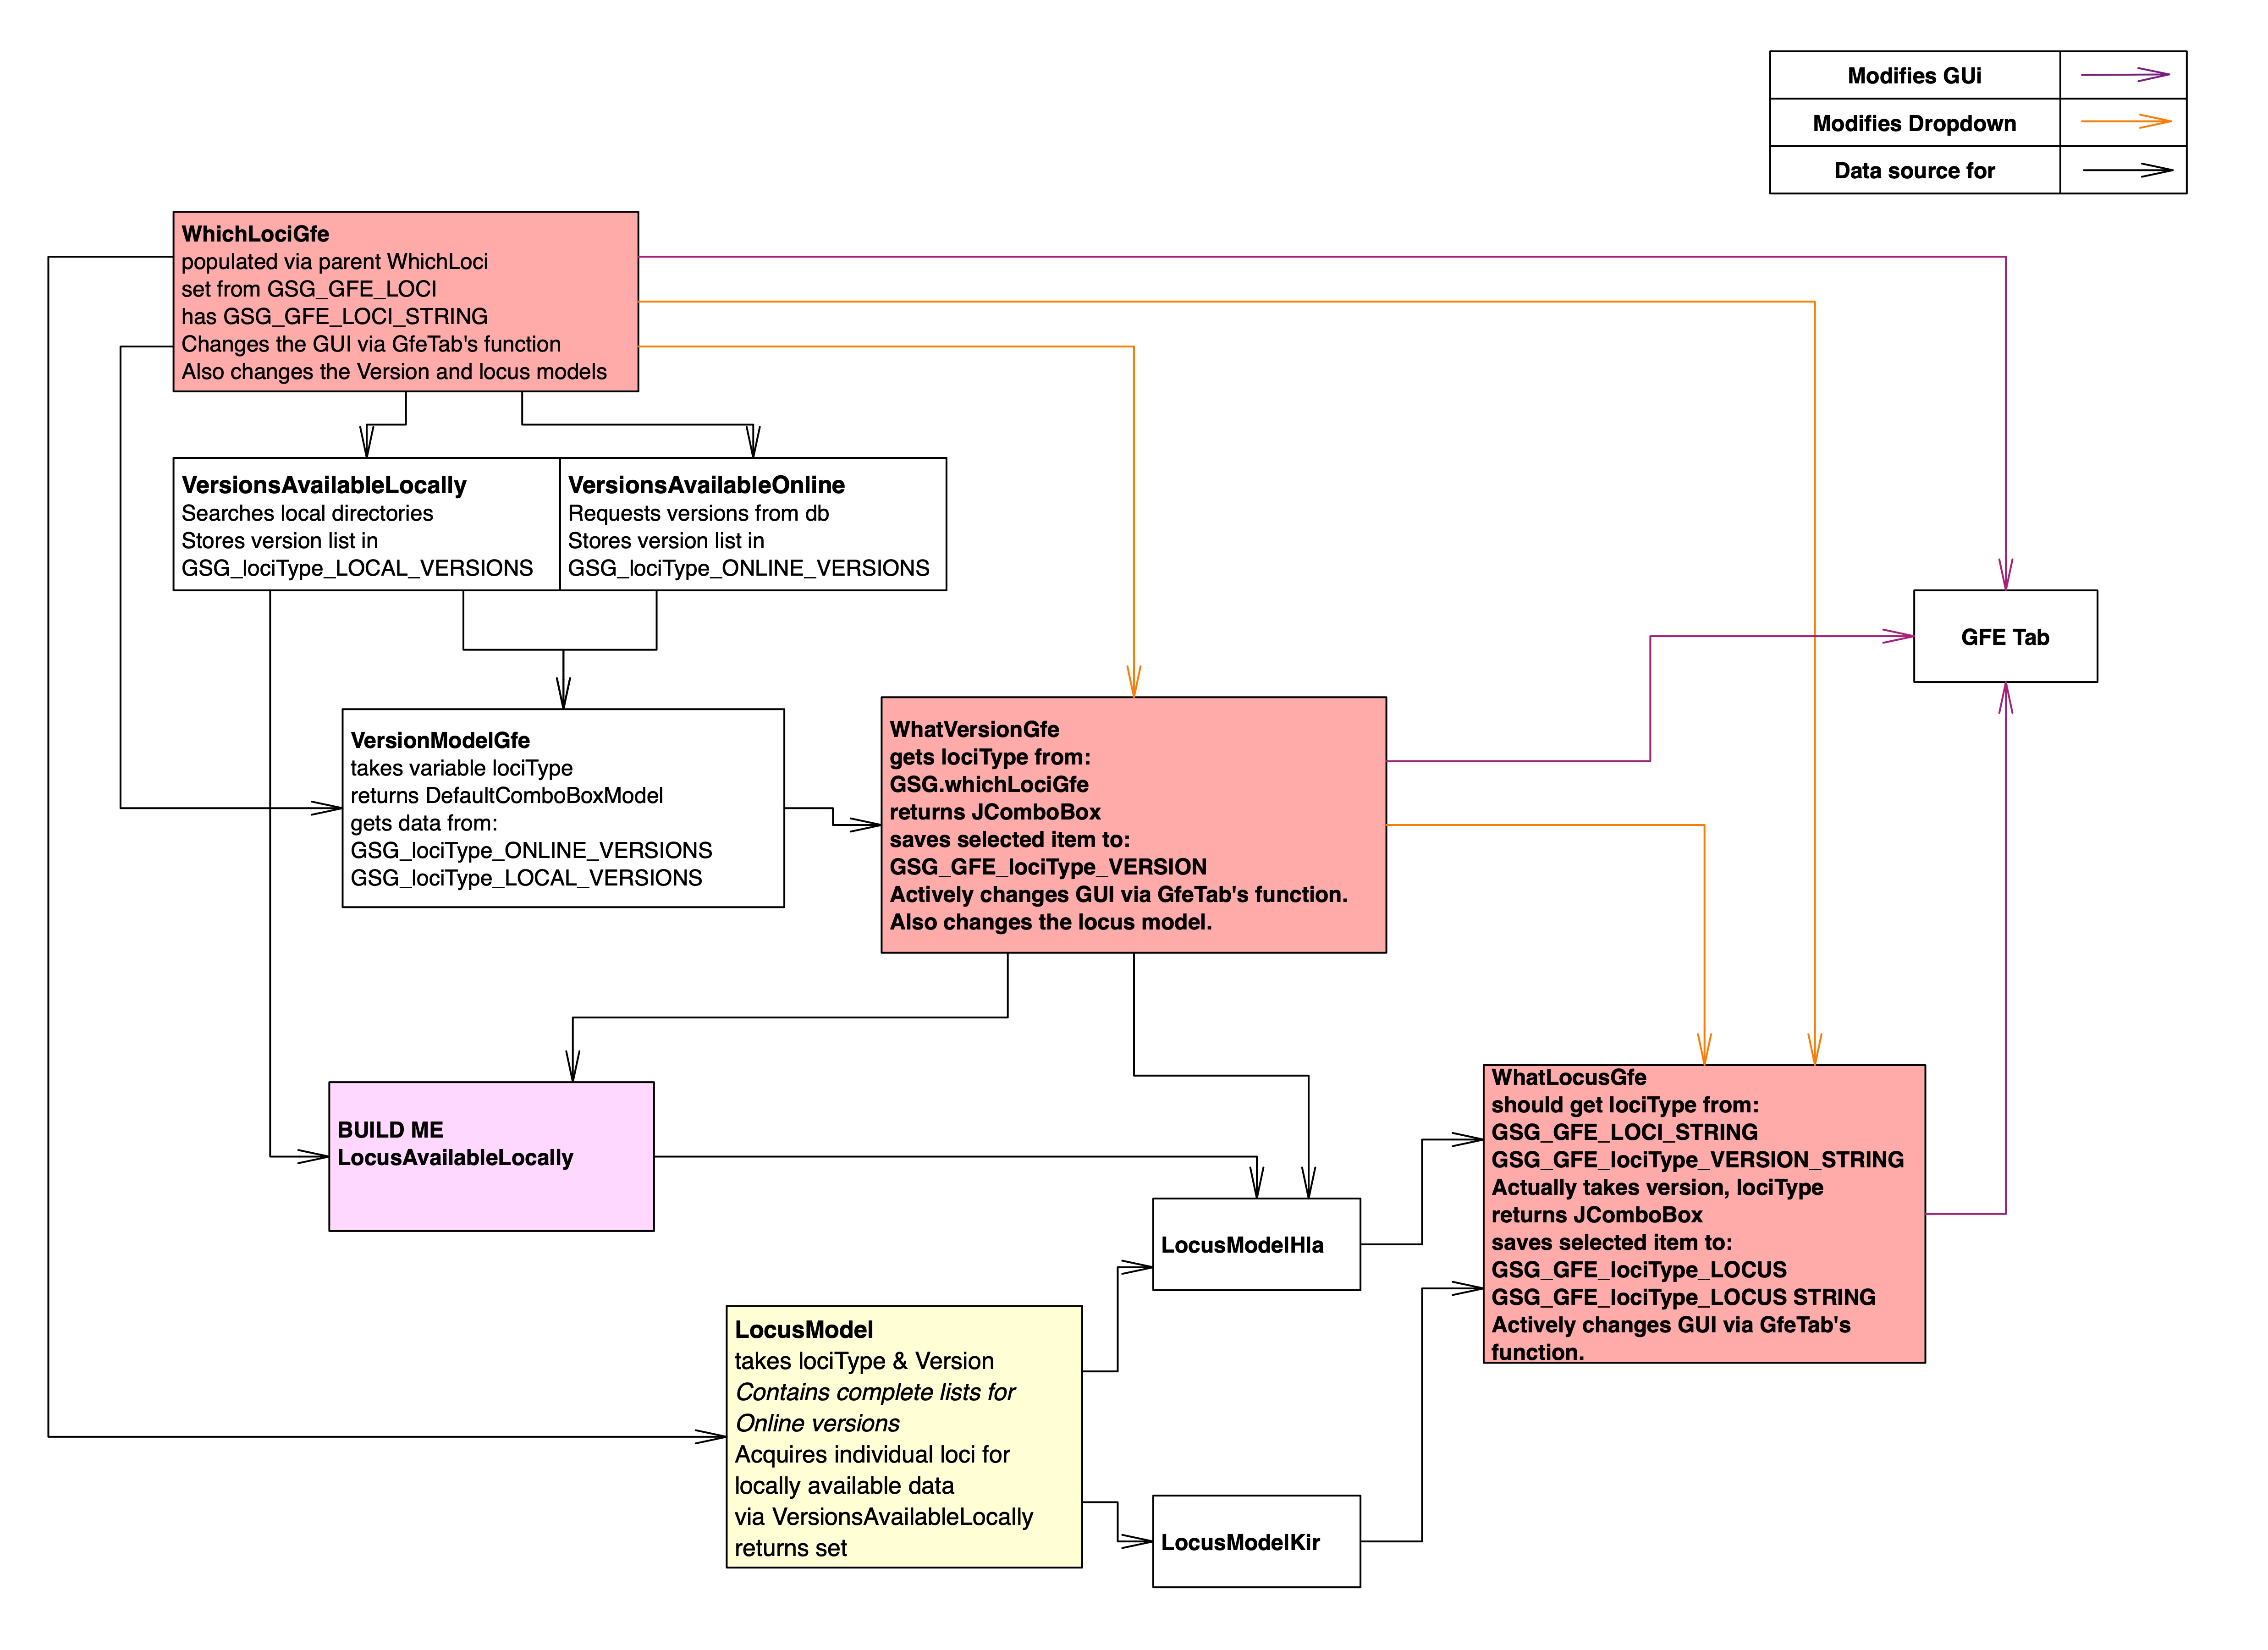 Modifies GUi
Modifies Dropdown
Data source for
WhichLociGfe
populated via parent WhichLoci
set from GSG_GFE_LOCI
has GSG_GFE_LOCI_STRING
Changes the GUI via GfeTab's function
Also changes the Version and locus models
VersionsAvailableLocally
Searches local directories
Stores version list in
GSG_lociType_LOCAL_VERSIONS
VersionsAvailableOnline
Requests versions from db
Stores version list in
GSG_lociType_ONLINE_VERSIONS
GFE Tab
VersionModelGfe
takes variable lociType
returns DefaultComboBoxModel
gets data from:
GSG_lociType_ONLINE_VERSIONS
GSG_lociType_LOCAL_VERSIONS
WhatVersionGfe
gets lociType from:
GSG.whichLociGfe
returns JComboBox
saves selected item to:
GSG_GFE_lociType_VERSION
Actively changes GUI via GfeTab's function.
Also changes the locus model.
BUILD ME
LocusAvailableLocally
WhatLocusGfe
should get lociType from:
GSG_GFE_LOCI_STRING
GSG_GFE_lociType_VERSION_STRING
Actually takes version, lociType
returns JComboBox
saves selected item to:
GSG_GFE_lociType_LOCUS
GSG_GFE_lociType_LOCUS STRING
Actively changes GUI via GfeTab's
function.
LocusModelHla
LocusModel
takes lociType & Version
Contains complete lists for
Online versions
Acquires individual loci for
locally available data
via VersionsAvailableLocally
returns set
LocusModelKir